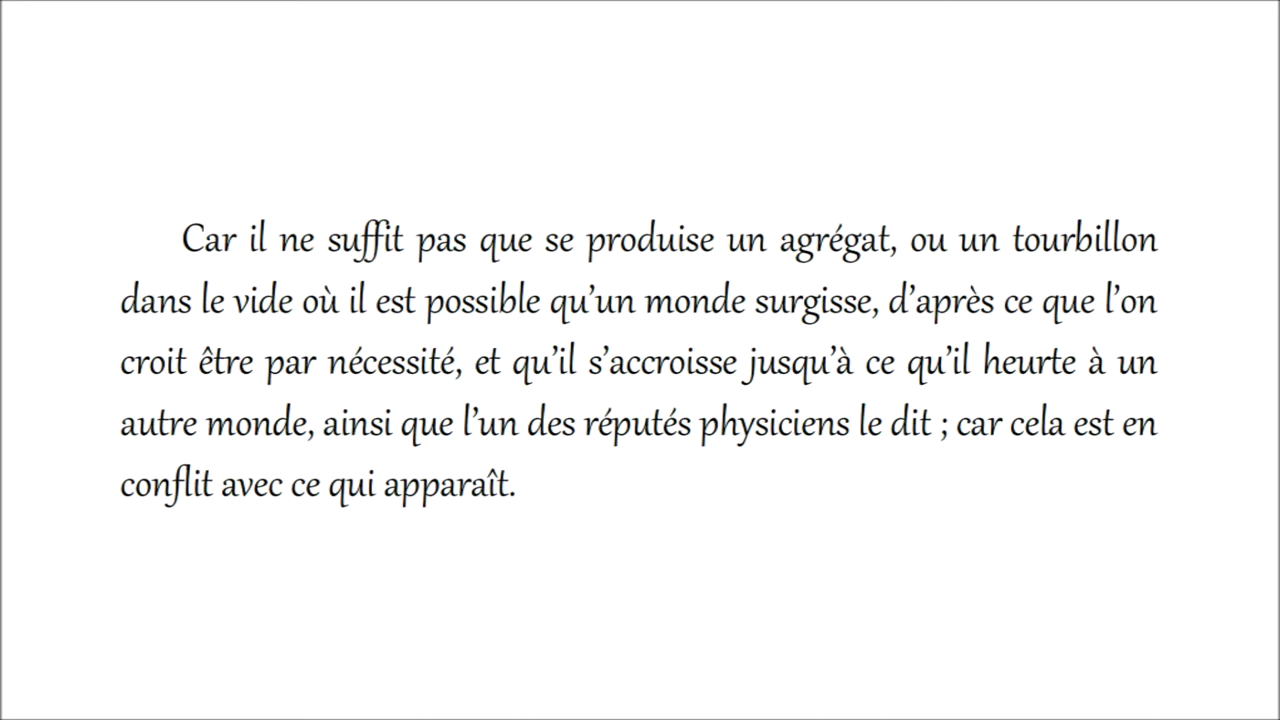 Car il ne suffit pas que se produise un agrégat, ou un tourbillon
dans le vide où il est possible qu’un monde surgisse, d’après ce que l’on
croit être par nécessité, et qu’il s’accroisse jusqu’à ce qu’il heurte à un
autre monde, ainsi que l’un des réputés physiciens le dit ; car cela est en
conflit avec ce qui apparaît.